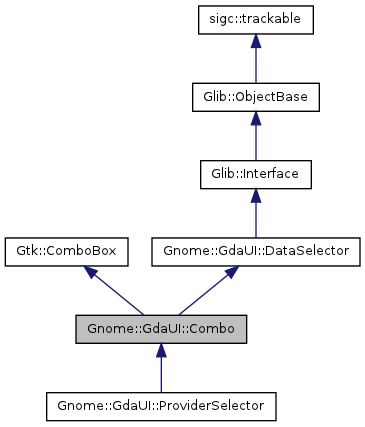 sigc::trackable
Glib::ObjectBase
Glib::Interface
Gtk::ComboBox
Gnome::GdaUI::DataSelector
Gnome::GdaUI::Combo
Gnome::GdaUI::ProviderSelector